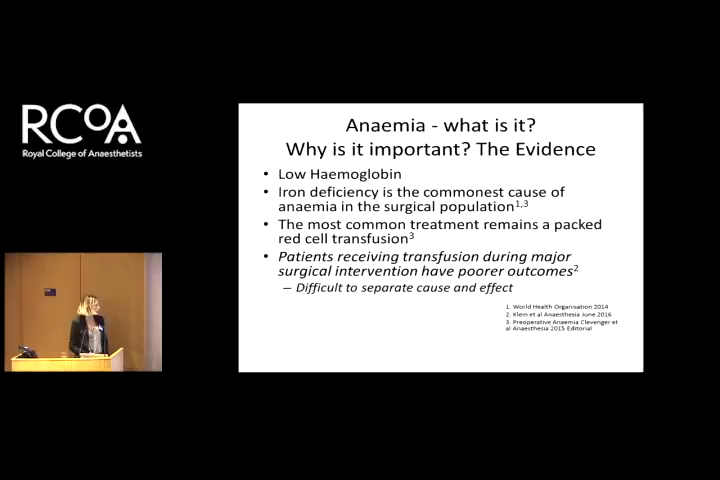 RCOA
Royal College of Anaesthetists
Anaemia - what is it?
Why is it important? The Evidence
• Low Haemoglobin
• Iron deficiency is the commonest cause of
anaemia in the surgical population1,3
• The most common treatment remains a packed
red cell transfusion3
• Patients receiving transfusion during major
surgical intervention have poorer outcomes2
– Difficult to separate cause and effect
1. World Health Organisation 2014
2. Klein et al Anaesthesia June 2016
3. Preoperative Anaemia Clevenger et
al Anaesthesia 2015 Editorial